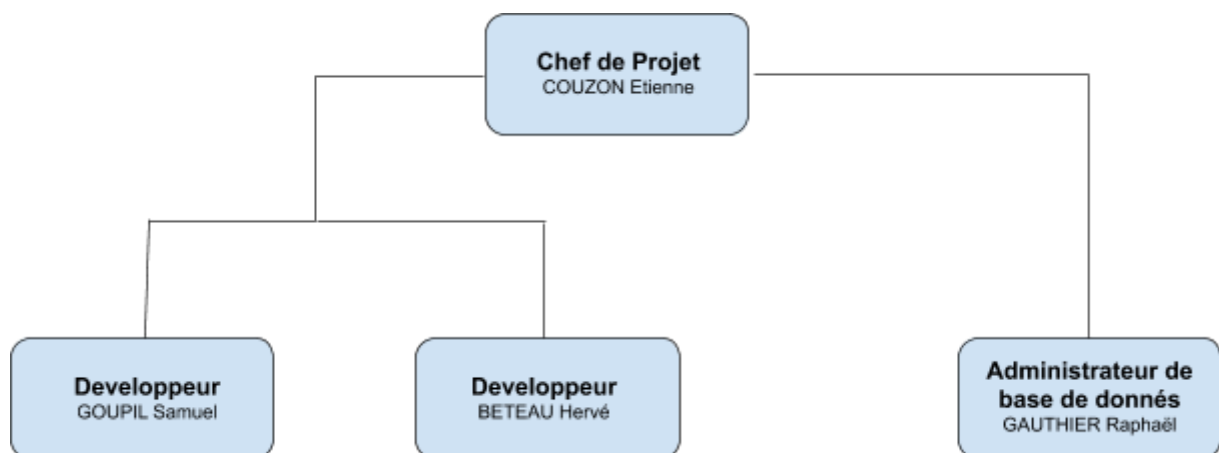 Chef de Projet
COUZON Etienne
Developpeur
GOUPIL Samuel
Developpeur
BETEAU Hervé
Administrateur de
base de donnés
GAUTHIER Raphaël